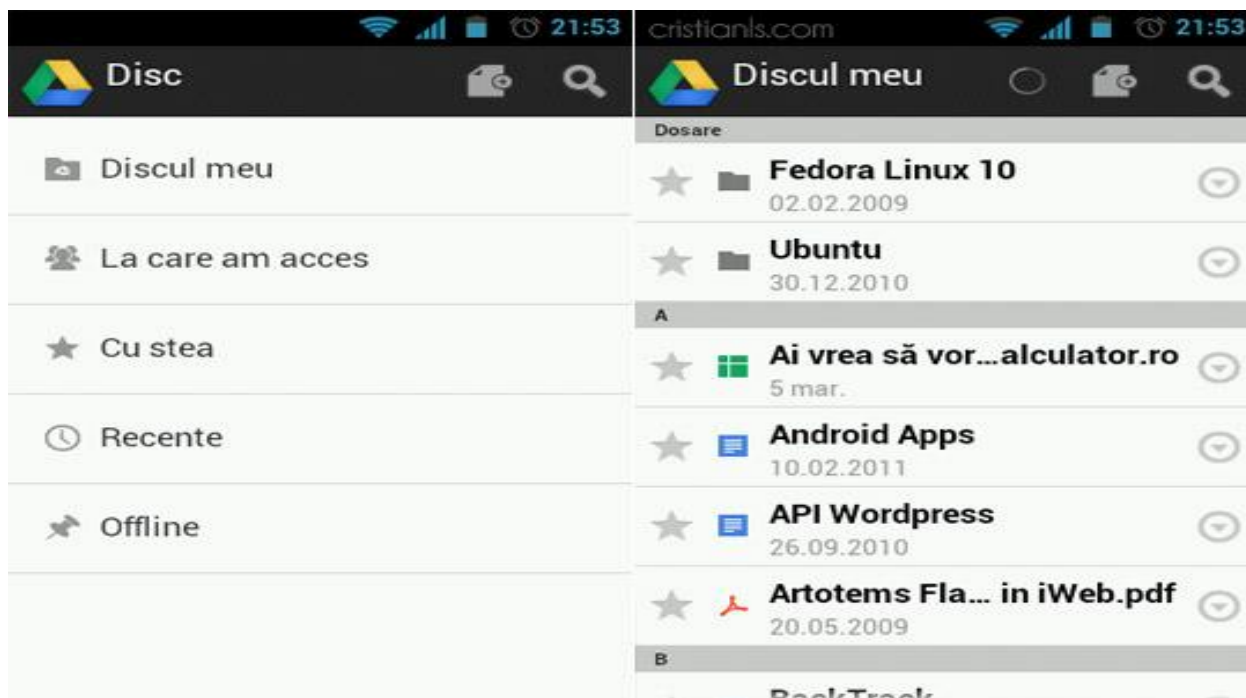 21:53
Disc
Discul meu
La care am acces
Cu stea
Recente
Offline
cristianls.com
21:53
Discul meu
Dosare
Fedora Linux 10
02.02.2009
Ubuntu
30.12.2010
A
Ai vrea să vor...alculator.ro
5 mar.
Android Apps
10.02.2011
API Wordpress
26.09.2010
Artotems Fla... in iWeb.pdf
20.05.2009
B
BackTrack